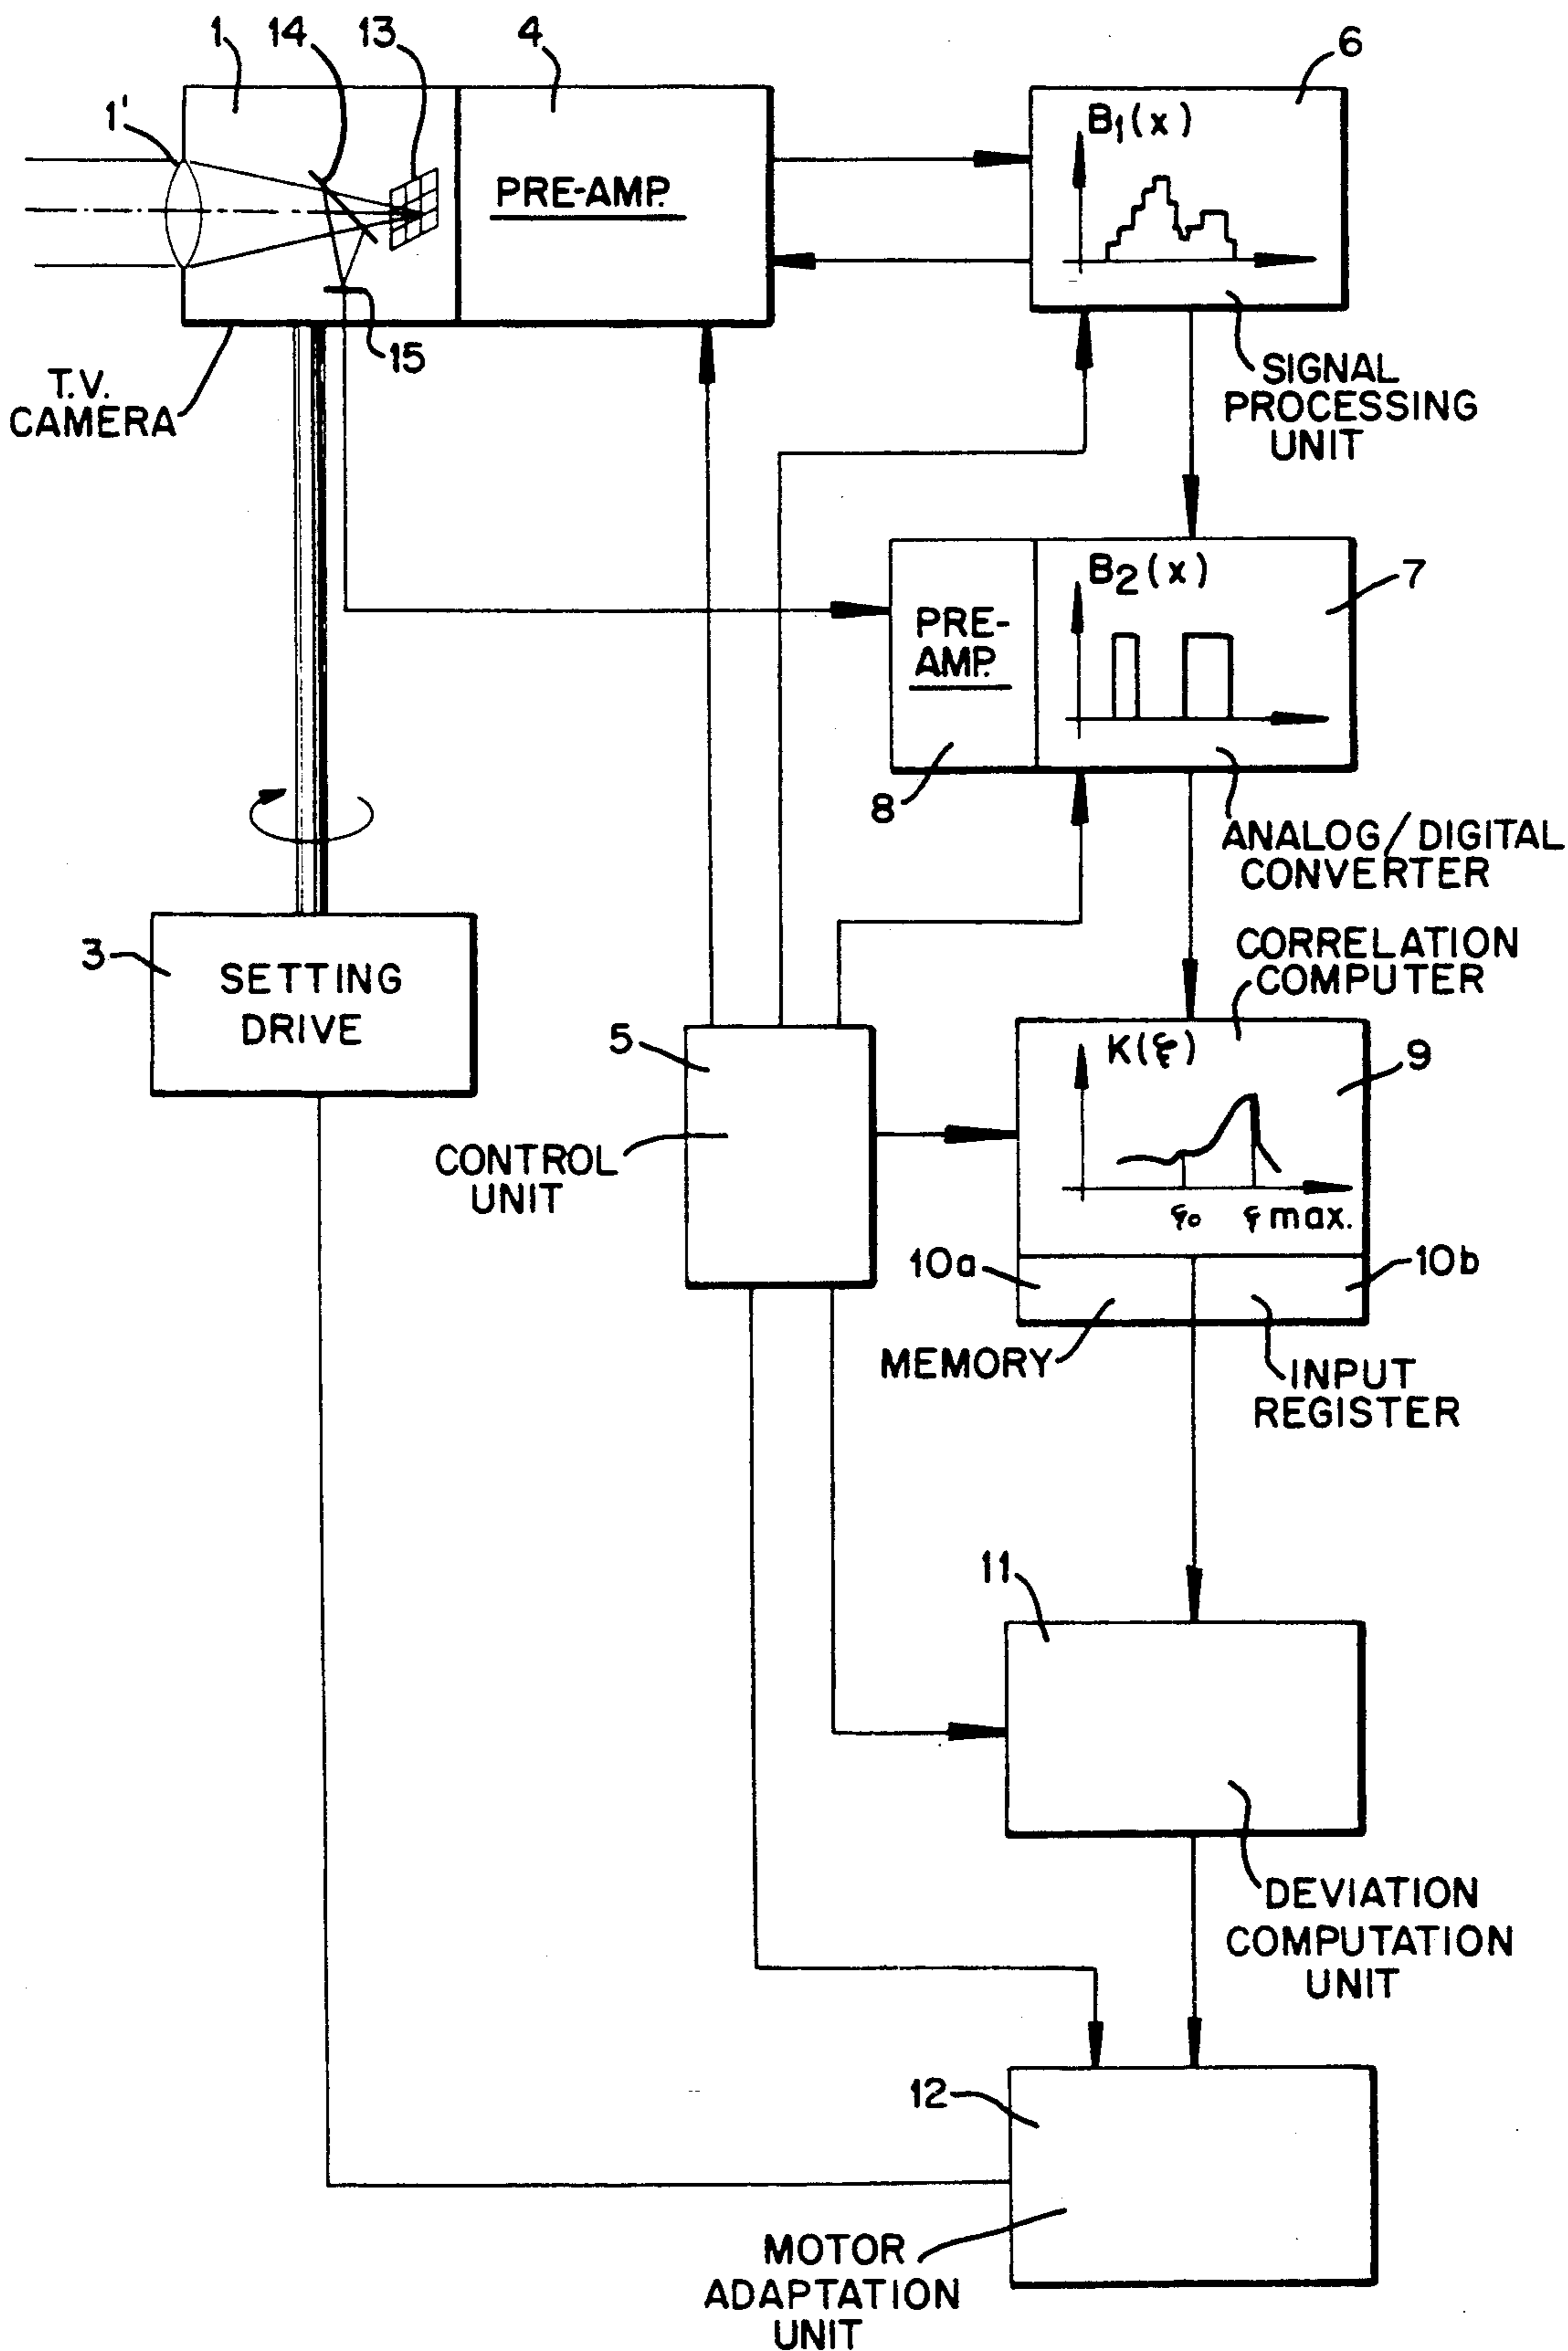 1 14 13 4 6
1'
B1(x)
PRE-AMP.
15
T.V.
CAMERA
SIGNAL
PROCESSING
UNIT
B2(x)
7
PRE-
AMP.
8
ANALOG/DIGITAL
CONVERTER
3
SETTING
DRIVE
CORRELATION
COMPUTER
5
K(ξ)
9
CONTROL
UNIT
ξo ξ max.
10a 10b
MEMORY
INPUT
REGISTER
11
DEVIATION
COMPUTATION
UNIT
12
MOTOR
ADAPTATION
UNIT